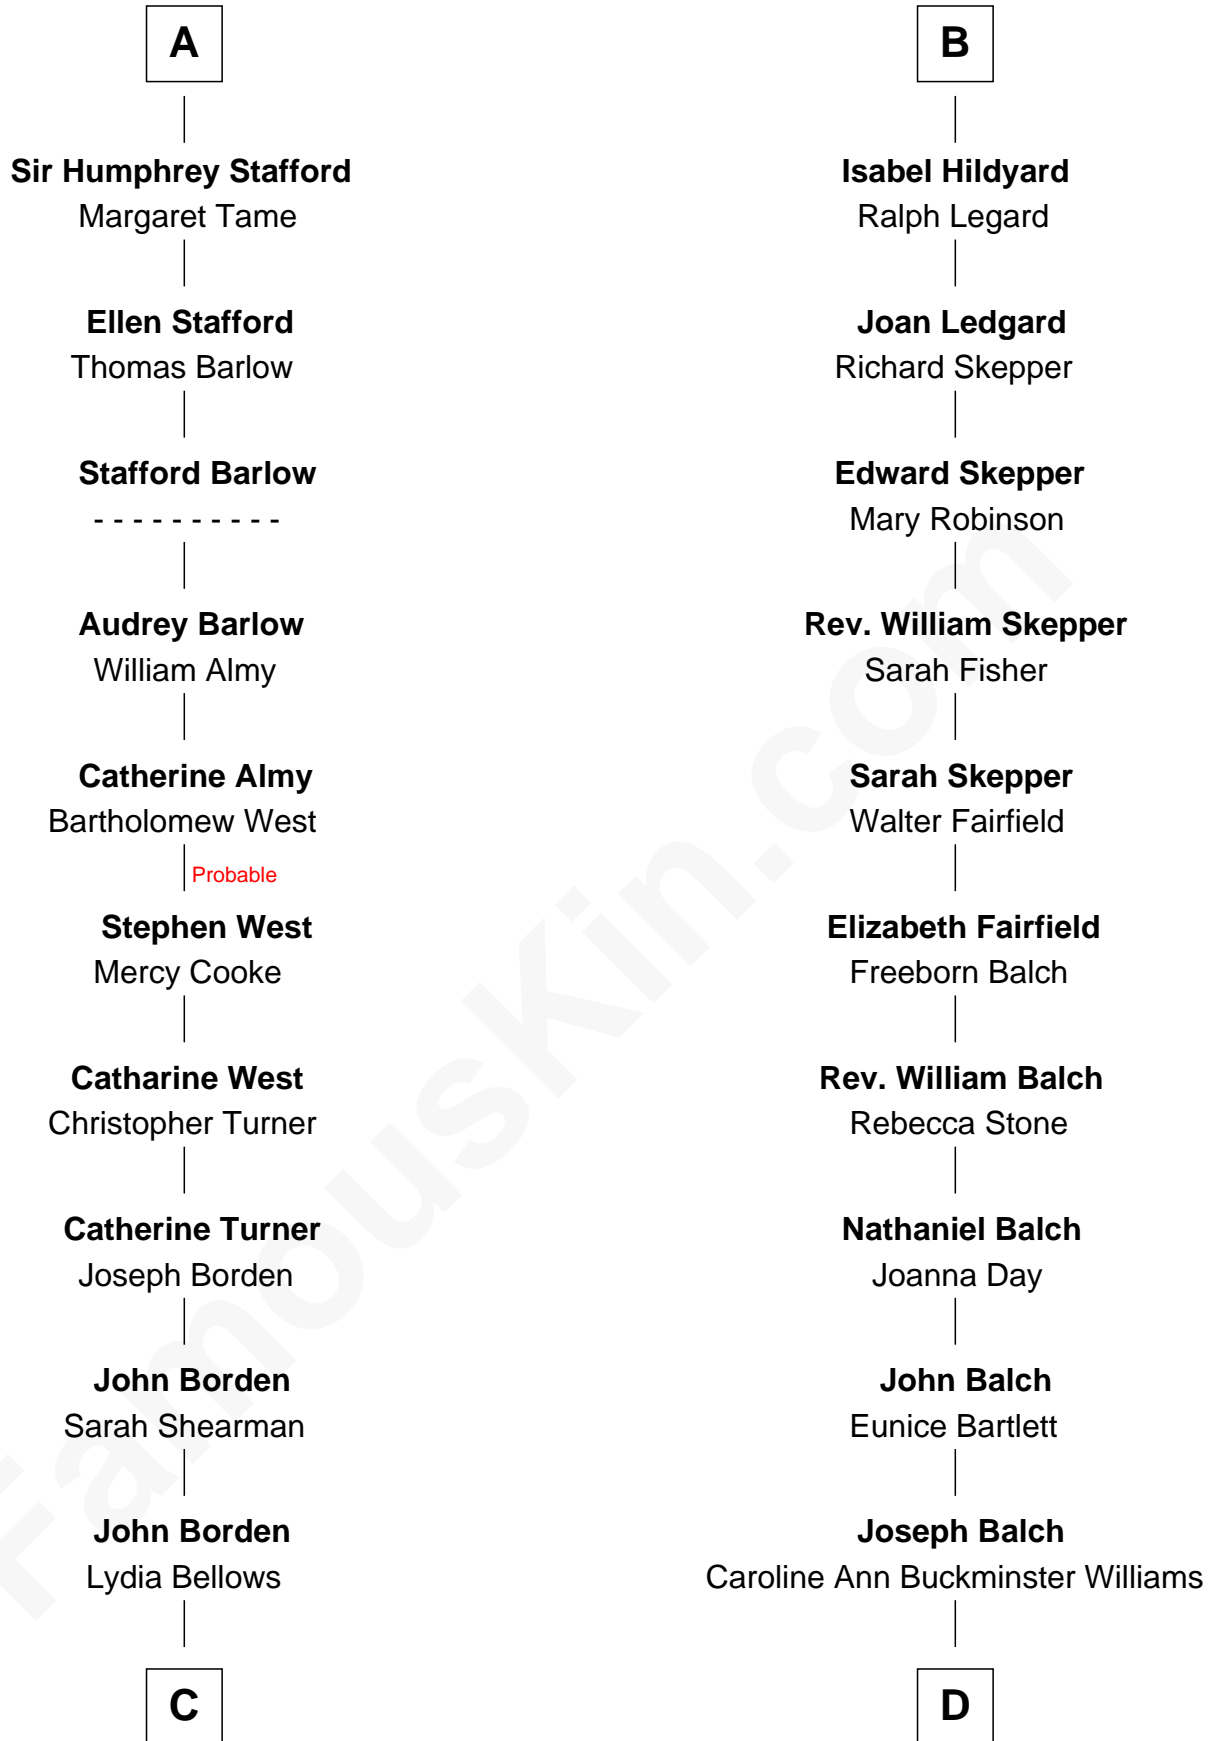 A
Sir Humphrey Stafford
Margaret Tame
Ellen Stafford
Thomas Barlow
Stafford Barlow
- - - - - - - - - -
Audrey Barlow
William Almy
Catherine Almy
Bartholomew West
Probable
Stephen West
Mercy Cooke
Catharine West
Christopher Turner
Catherine Turner
Joseph Borden
John Borden
Sarah Shearman
John Borden
Lydia Bellows
C
B
Isabel Hildyard
Ralph Legard
Joan Ledgard
Richard Skepper
Edward Skepper
Mary Robinson
Rev. William Skepper
Sarah Fisher
Sarah Skepper
Walter Fairfield
Elizabeth Fairfield
Freeborn Balch
Rev. William Balch
Rebecca Stone
Nathaniel Balch
Joanna Day
John Balch
Eunice Bartlett
Joseph Balch
Caroline Ann Buckminster Williams
D
FamousKin.com